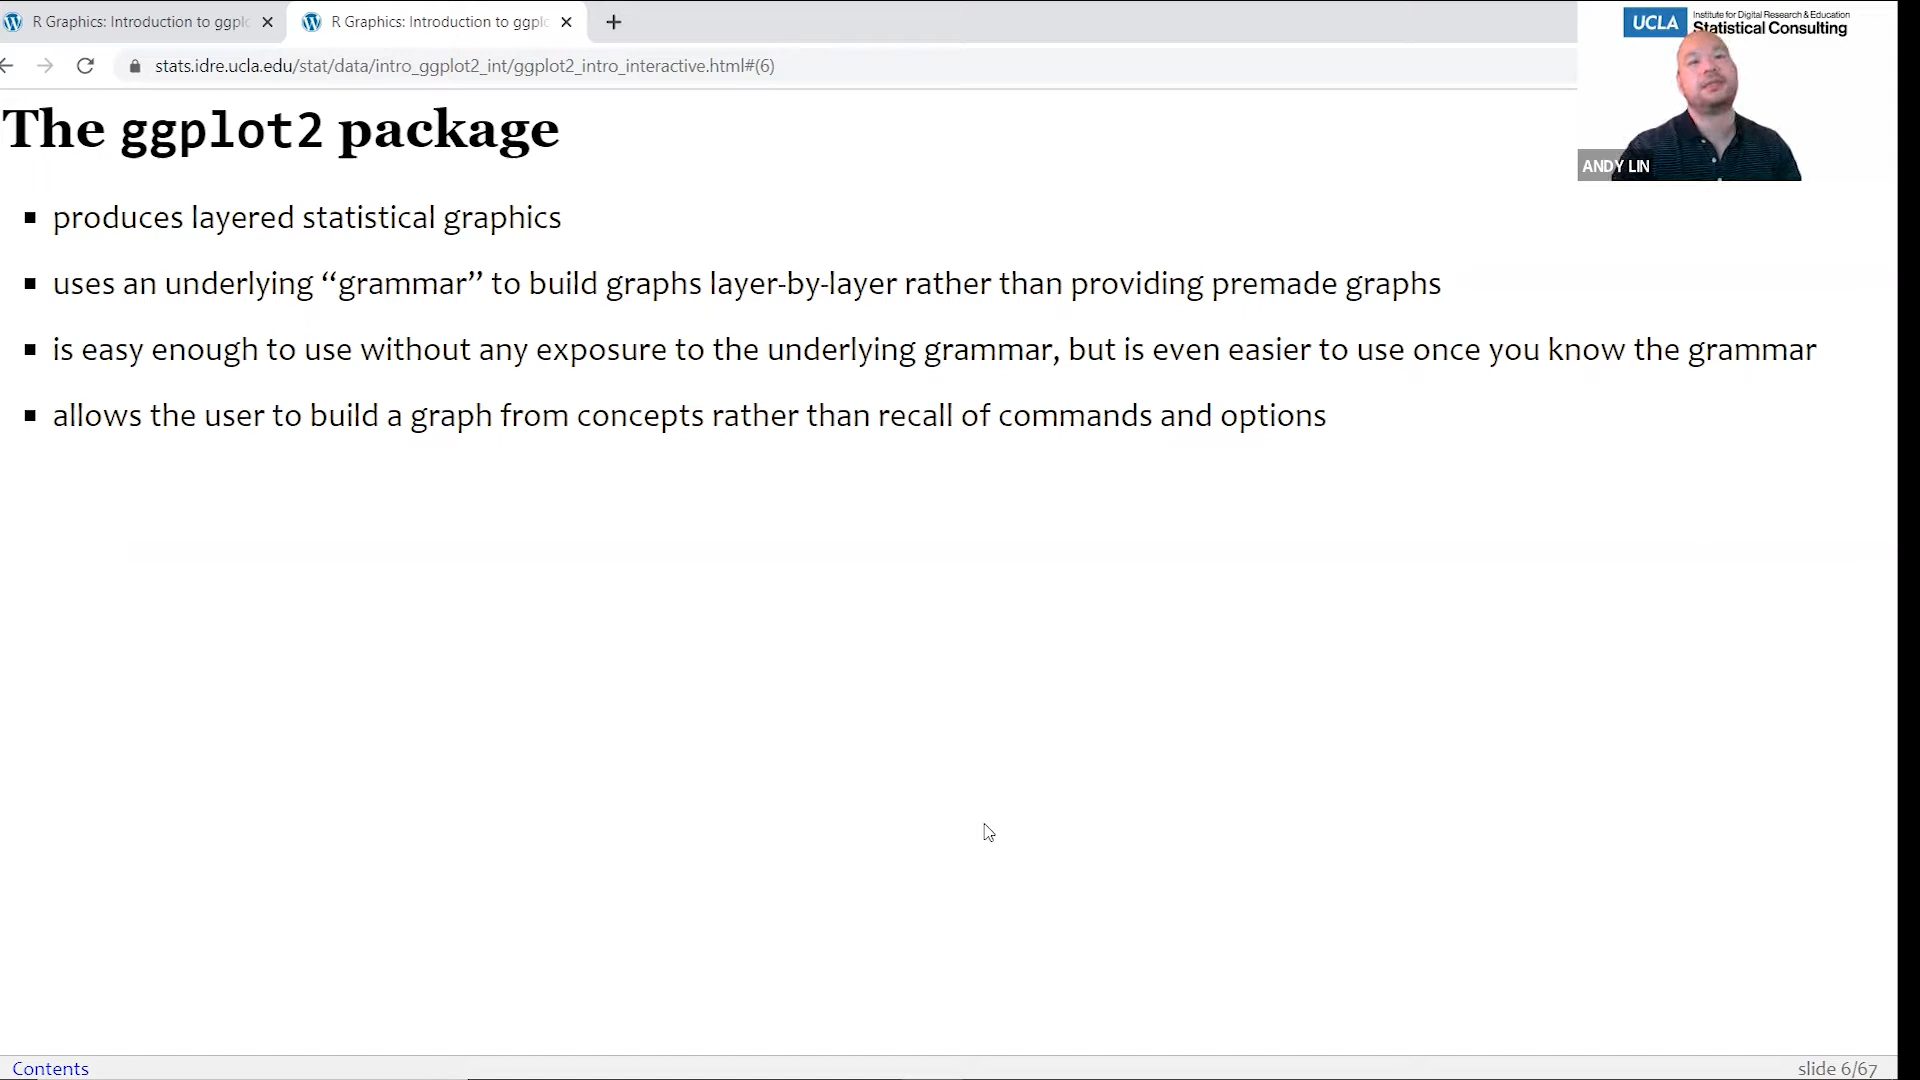 R Graphics: Introduction to ggpl
R Graphics: Introduction to ggpl
stats.idre.ucla.edu/stat/data/intro_ggplot2_int/ggplot2_intro_interactive.html#(6)
UCLA
Institute for Digital Research & Education
Statistical Consulting
ANDY LIN
The ggplot2 package
produces layered statistical graphics
uses an underlying “grammar” to build graphs layer-by-layer rather than providing premade graphs
is easy enough to use without any exposure to the underlying grammar, but is even easier to use once you know the grammar
allows the user to build a graph from concepts rather than recall of commands and options
Contents
slide 6/67